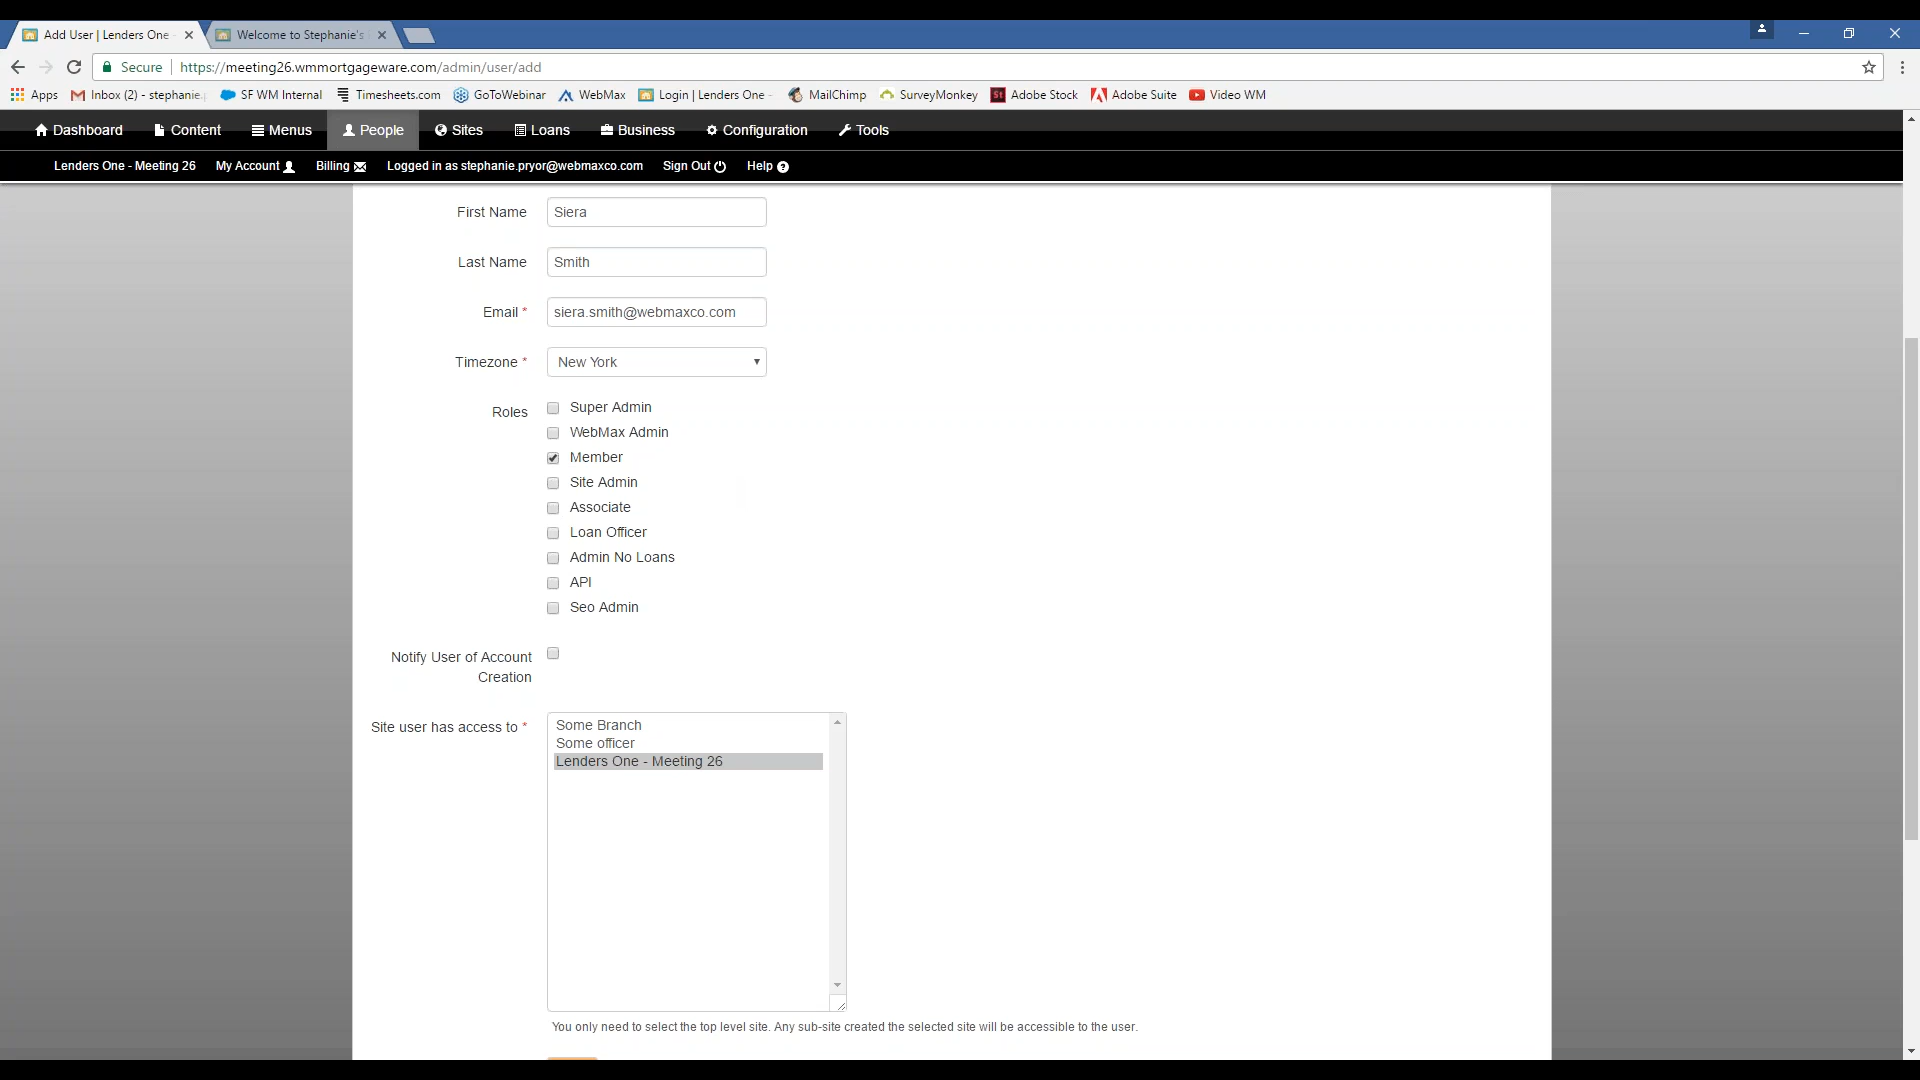 Add User | Lenders One -
Welcome to Stephanie's
Secure | https://meeting26.wmmortgageware.com/admin/user/add
Apps Inbox (2) - stephanie. SF WM Internal Timesheets.com GoToWebinar WebMax Login | Lenders One - MailChimp SurveyMonkey St Adobe Stock Adobe Suite Video WM
Dashboard Content Menus People Sites Loans Business Configuration Tools
Lenders One - Meeting 26 My Account Billing Logged in as stephanie.pryor@webmaxco.com Sign Out Help ?
First Name Siera
Last Name Smith
Email * siera.smith@webmaxco.com
Timezone * New York
Roles
Super Admin
WebMax Admin
Member
Site Admin
Associate
Loan Officer
Admin No Loans
API
Seo Admin
Notify User of Account
Creation
Site user has access to *
Some Branch
Some officer
Lenders One - Meeting 26
You only need to select the top level site. Any sub-site created the selected site will be accessible to the user.